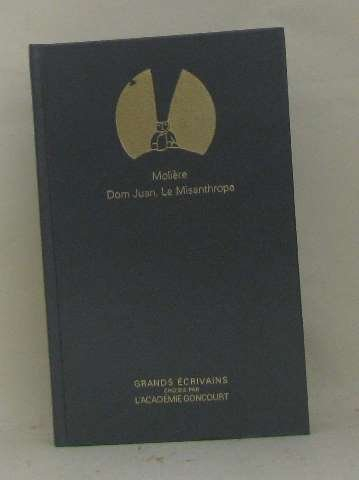 Molière
Dom Juan, Le Misanthrope
GRANDS ÉCRIVAINS
CHOISIS PAR
L'ACADÉMIE GONCOURT